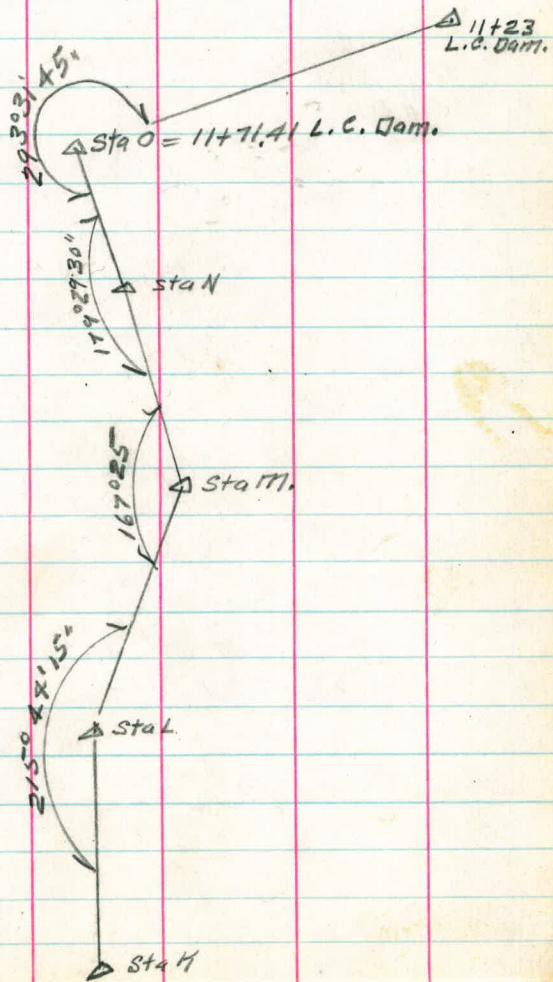 11+23
L.C. Dam.
293°31'45"
Sta O = 11+71.41 L.C. Dam.
179°29'30"
sta N
167°25
Sta M.
215°44'15"
Sta L
Sta K